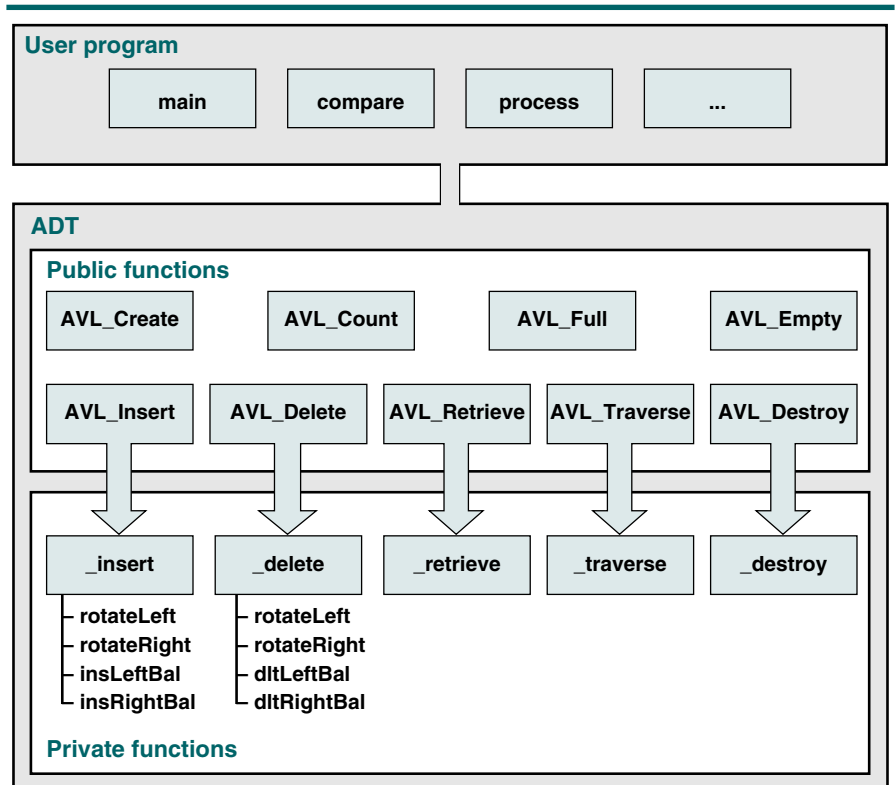 User program
main compare process ...
ADT
Public functions
AVL_Create AVL_Count AVL_Full AVL_Empty
AVL_Insert AVL_Delete AVL_Retrieve AVL_Traverse AVL_Destroy
_insert _delete _retrieve _traverse _destroy
rotateLeft rotateLeft
rotateRight rotateRight
insLeftBal dltLeftBal
insRightBal dltRightBal
Private functions